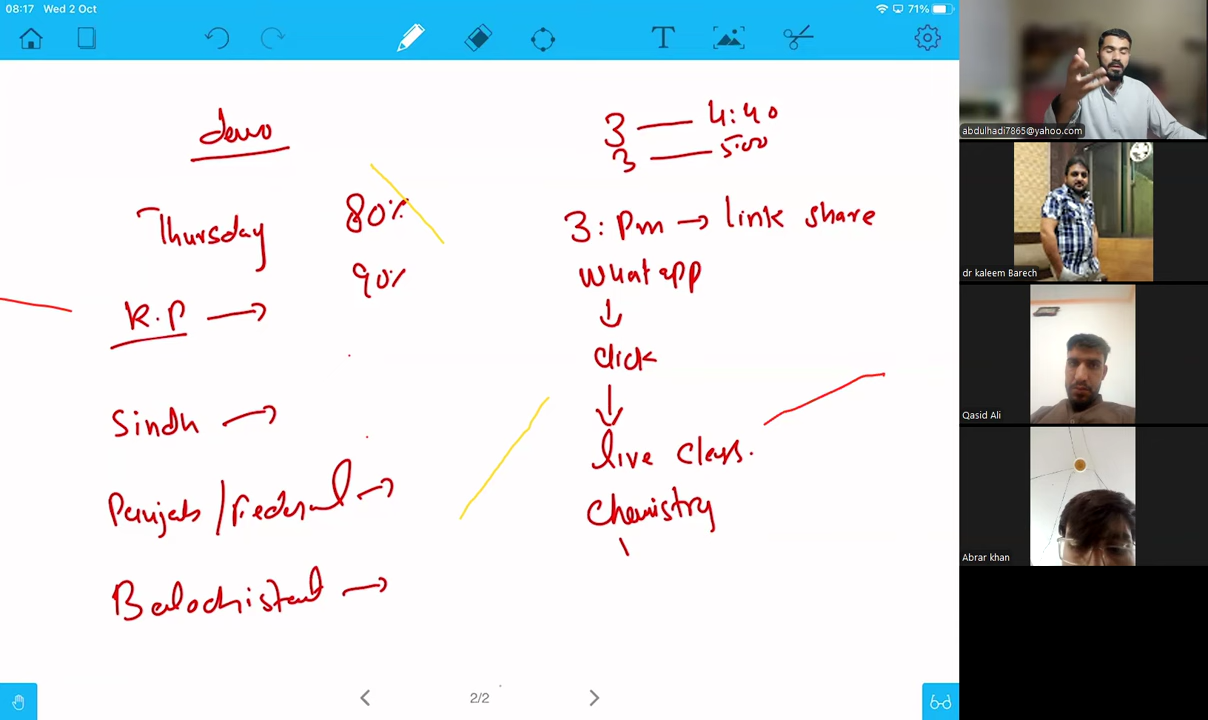 08:17 Wed 2 Oct
71%
T
demo
Thursday
80%
90%
K.P →
Sindh →
Punjab / Federal →
Balochistan →
3 — 4:40
3 — 5:00
3: Pm → link share
whatapp
↓
click
↓
live class.
chemistry
2/2
abdulhadi7865@yahoo.com
dr kaleem Barech
Qasid Ali
Abrar khan